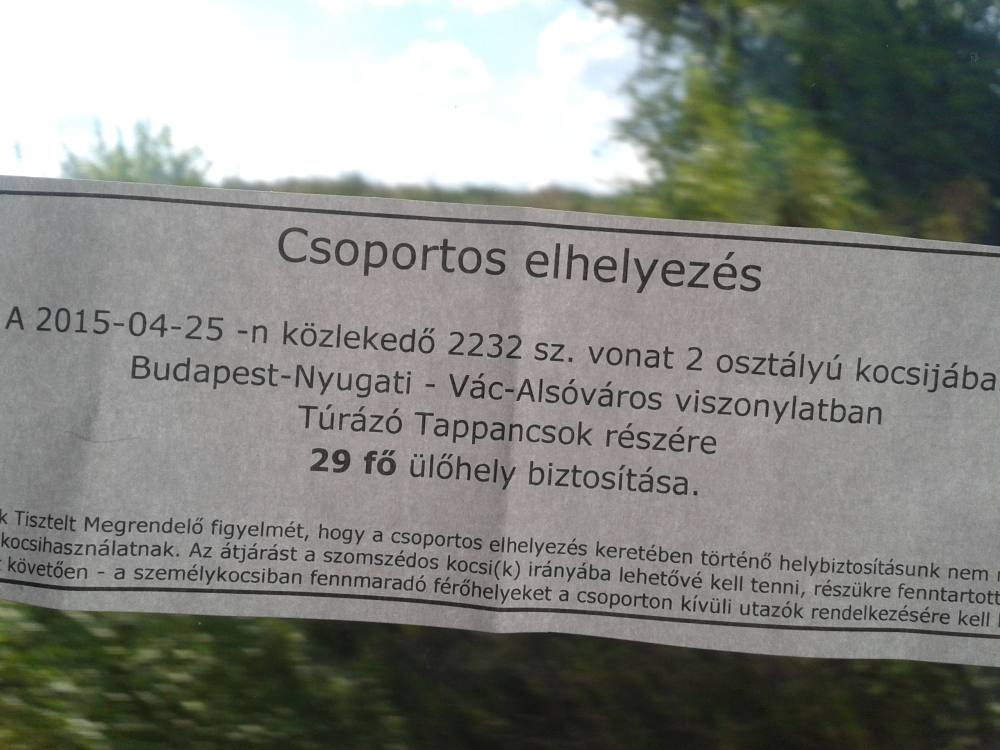 Csoportos elhelyezés
A 2015-04-25 -n közlekedő 2232 sz. vonat 2 osztályú kocsijába
Budapest-Nyugati - Vác-Alsóváros viszonylatban
Túrázó Tappancsok részére
29 fő ülőhely biztosítása.
k Tisztelt Megrendelő figyelmét, hogy a csoportos elhelyezés keretében történő helybiztosításunk nem
kocsihasználatnak. Az átjárást a szomszédos kocsi(k) irányába lehetővé kell tenni, részükre fenntartott
követően - a személykocsiban fennmaradó férőhelyeket a csoporton kívüli utazók rendelkezésére kell